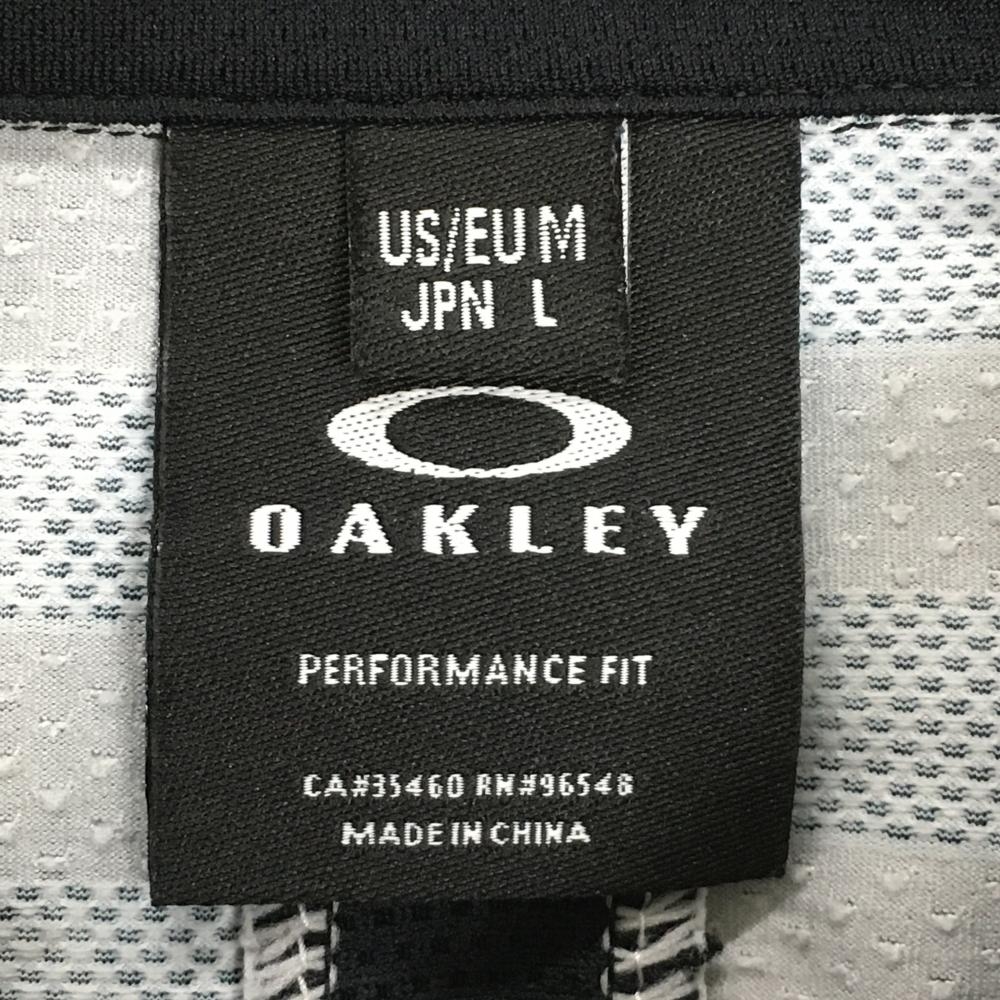 US/EU M
JPN L
OAKLEY
PERFORMANCE FIT
CA#35460 RN#96548
MADE IN CHINA